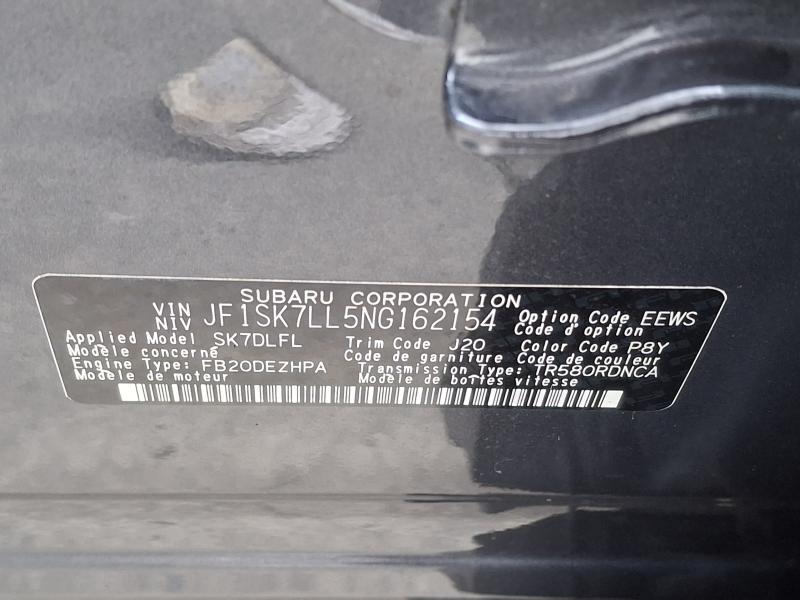 SUBARU CORPORATION
VIN NIV JF1SK7LL5NG162154 Option Code EEWS
Code d'option
Applied Model SK7DLFL Trim Code J20 Color Code P8Y
Modèle concerné Code de garniture Code de couleur
Engine Type: FB20DEZHPA Transmission Type: TR580RDNCA
Modèle de moteur Modèle de boîtes vitesse